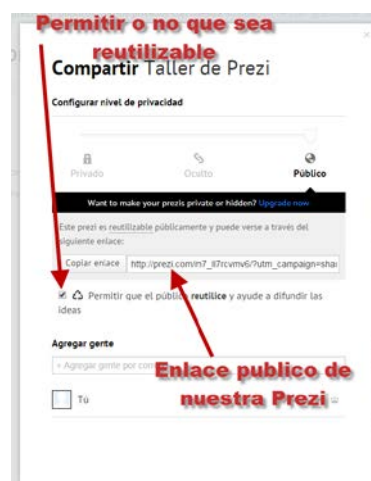 Permitir o no que sea
reutilizable
Compartir Taller de Prezi
Configurar nivel de privacidad
Privado Oculto Público
Want to make your prezis private or hidden? Upgrade now
Este prezi es reutilizable públicamente y puede verse a través del
siguiente enlace:
Copiar enlace http://prezi.com/n7_li7rcvmv6/?utm_campaign=shar
Permitir que el público reutilice y ayude a difundir las
ideas
Agregar gente
+ Agregar gente por
Enlace publico de
nuestra Prezi
Tú